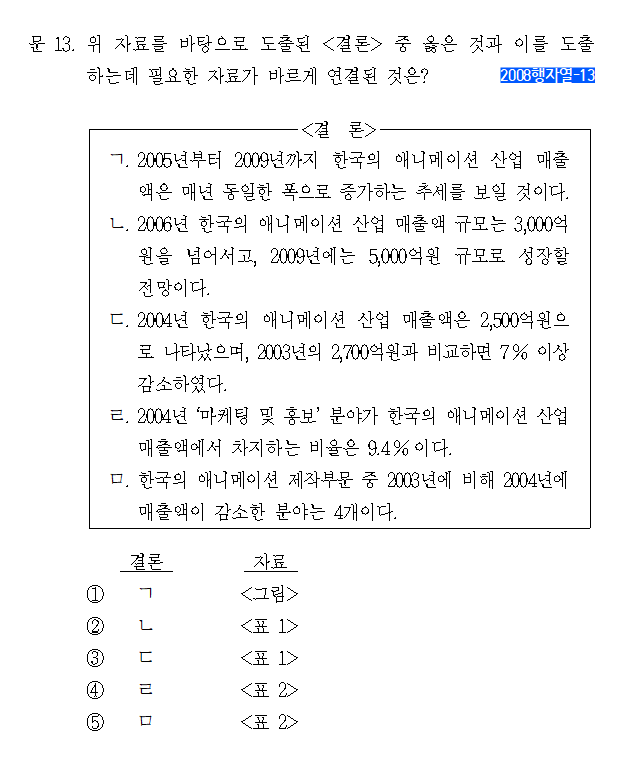 문 13. 위 자료를 바탕으로 도출된 <결론> 중 옳은 것과 이를 도출
하는데 필요한 자료가 바르게 연결된 것은?
2008행자열-13
<결 론>
ㄱ. 2005년부터 2009년까지 한국의 애니메이션 산업 매출
액은 매년 동일한 폭으로 증가하는 추세를 보일 것이다.
ㄴ. 2006년 한국의 애니메이션 산업 매출액 규모는 3,000억
원을 넘어서고, 2009년에는 5,000억원 규모로 성장할
전망이다.
ㄷ. 2004년 한국의 애니메이션 산업 매출액은 2,500억원으
로 나타났으며, 2003년의 2,700억원과 비교하면 7% 이상
감소하였다.
ㄹ. 2004년 '마케팅 및 홍보' 분야가 한국의 애니메이션 산업
매출액에서 차지하는 비율은 9.4%이다.
ㅁ. 한국의 애니메이션 제작부문 중 2003년에 비해 2004년에
매출액이 감소한 분야는 4개이다.
결론 자료
① ㄱ <그림>
② ㄴ <표 1>
③ ㄷ <표 1>
④ ㄹ <표 2>
⑤ ㅁ <표 2>